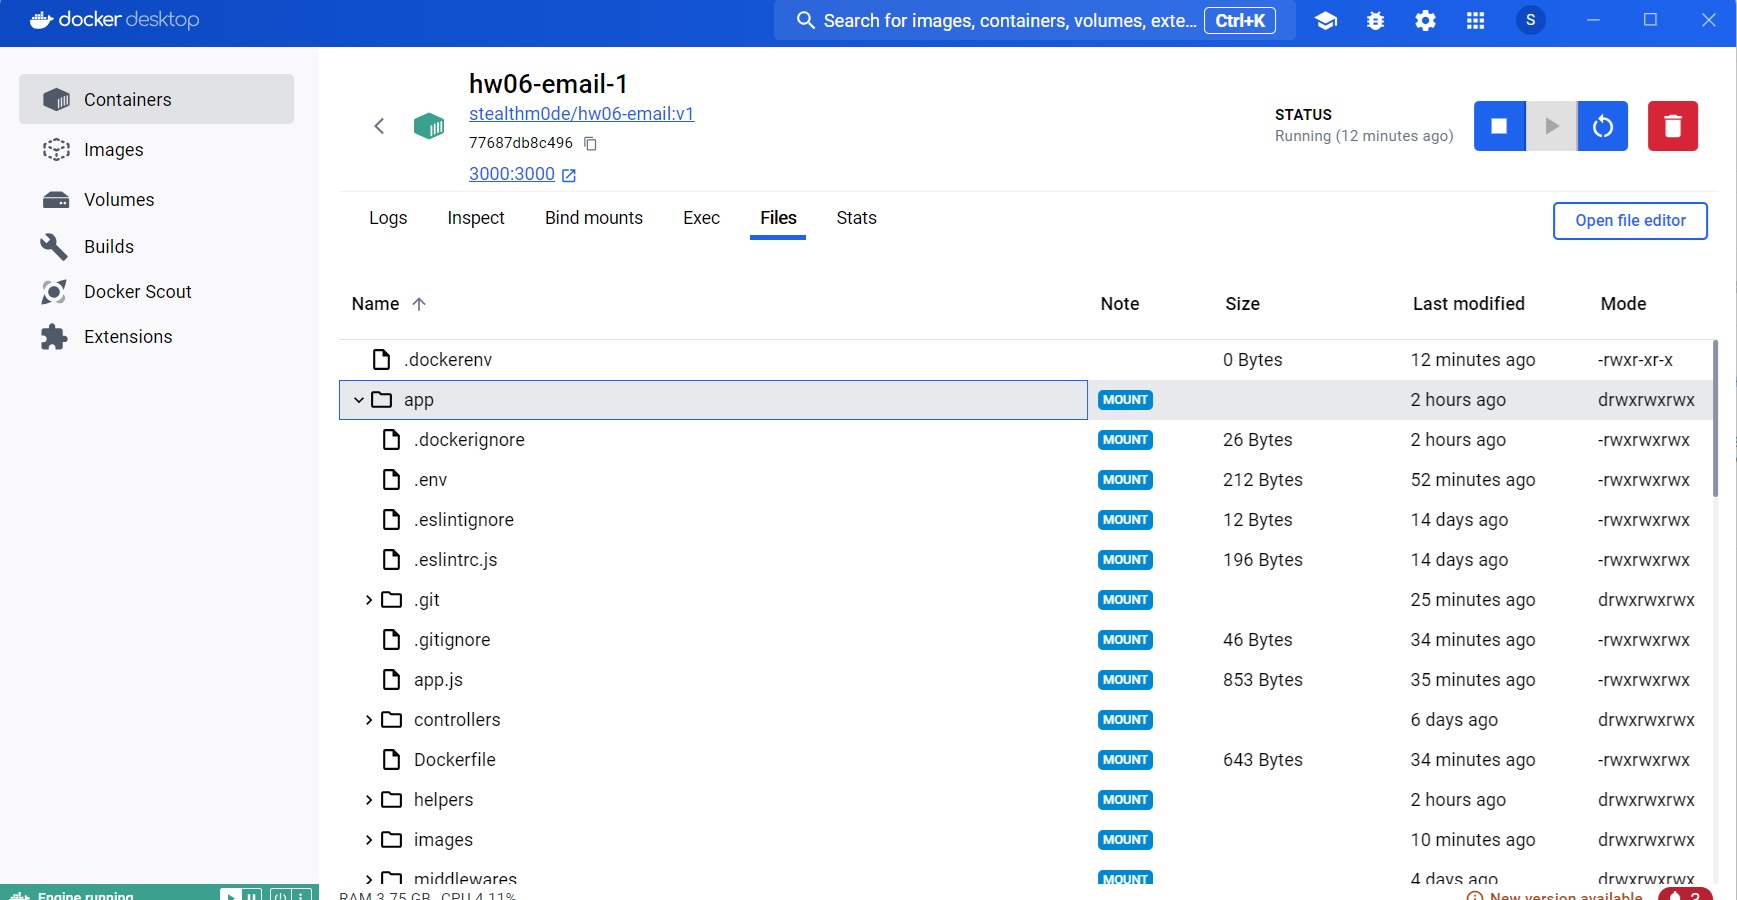 docker desktop
Search for images, containers, volumes, exte... Ctrl+K
S
Containers
Images
Volumes
Builds
Docker Scout
Extensions
hw06-email-1
stealthm0de/hw06-email:v1
77687db8c496
3000:3000
STATUS
Running (12 minutes ago)
Logs Inspect Bind mounts Exec Files Stats
Open file editor
Name Note Size Last modified Mode
.dockerenv 0 Bytes 12 minutes ago -rwxr-xr-x
app MOUNT 2 hours ago drwxrwxrwx
.dockerignore MOUNT 26 Bytes 2 hours ago -rwxrwxrwx
.env MOUNT 212 Bytes 52 minutes ago -rwxrwxrwx
.eslintignore MOUNT 12 Bytes 14 days ago -rwxrwxrwx
.eslintrc.js MOUNT 196 Bytes 14 days ago -rwxrwxrwx
.git MOUNT 25 minutes ago drwxrwxrwx
.gitignore MOUNT 46 Bytes 34 minutes ago -rwxrwxrwx
app.js MOUNT 853 Bytes 35 minutes ago -rwxrwxrwx
controllers MOUNT 6 days ago drwxrwxrwx
Dockerfile MOUNT 643 Bytes 34 minutes ago -rwxrwxrwx
helpers MOUNT 2 hours ago drwxrwxrwx
images MOUNT 10 minutes ago drwxrwxrwx
middlewares MOUNT 4 days ago drwxrwxrwx
Engine running
RAM 3.75 GB CPU 4.11%
New version available
2